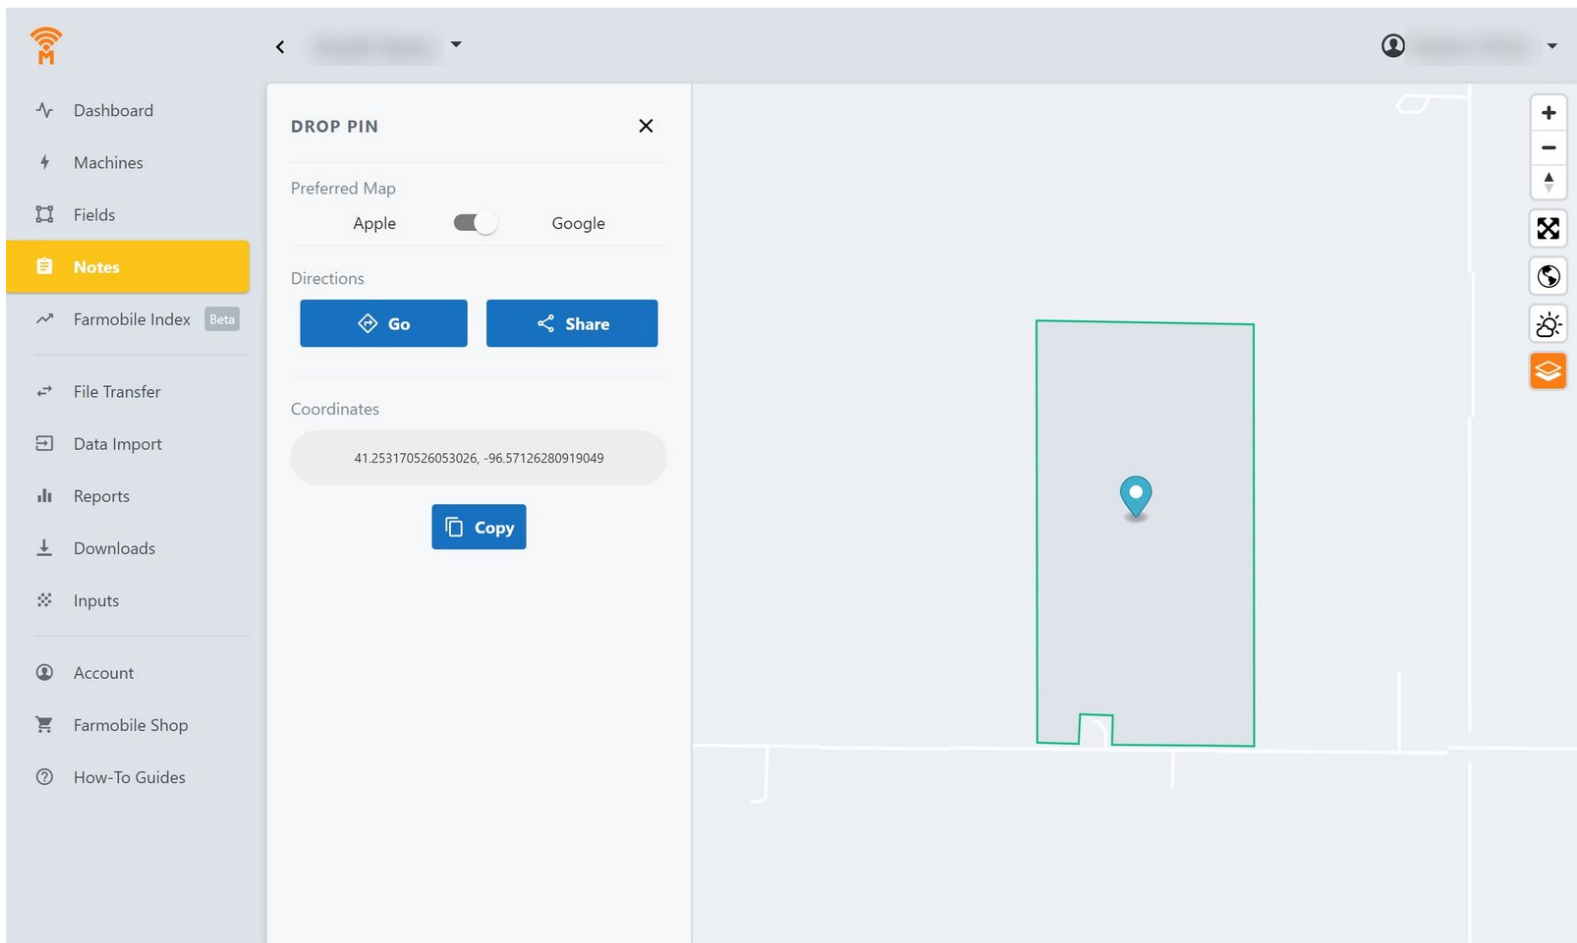 Dashboard
Machines
Fields
Notes
Farmobile Index Beta
File Transfer
Data Import
Reports
Downloads
Inputs
Account
Farmobile Shop
How-To Guides
DROP PIN
Preferred Map
Apple Google
Directions
Go Share
Coordinates
41.253170526053026, -96.57126280919049
Copy